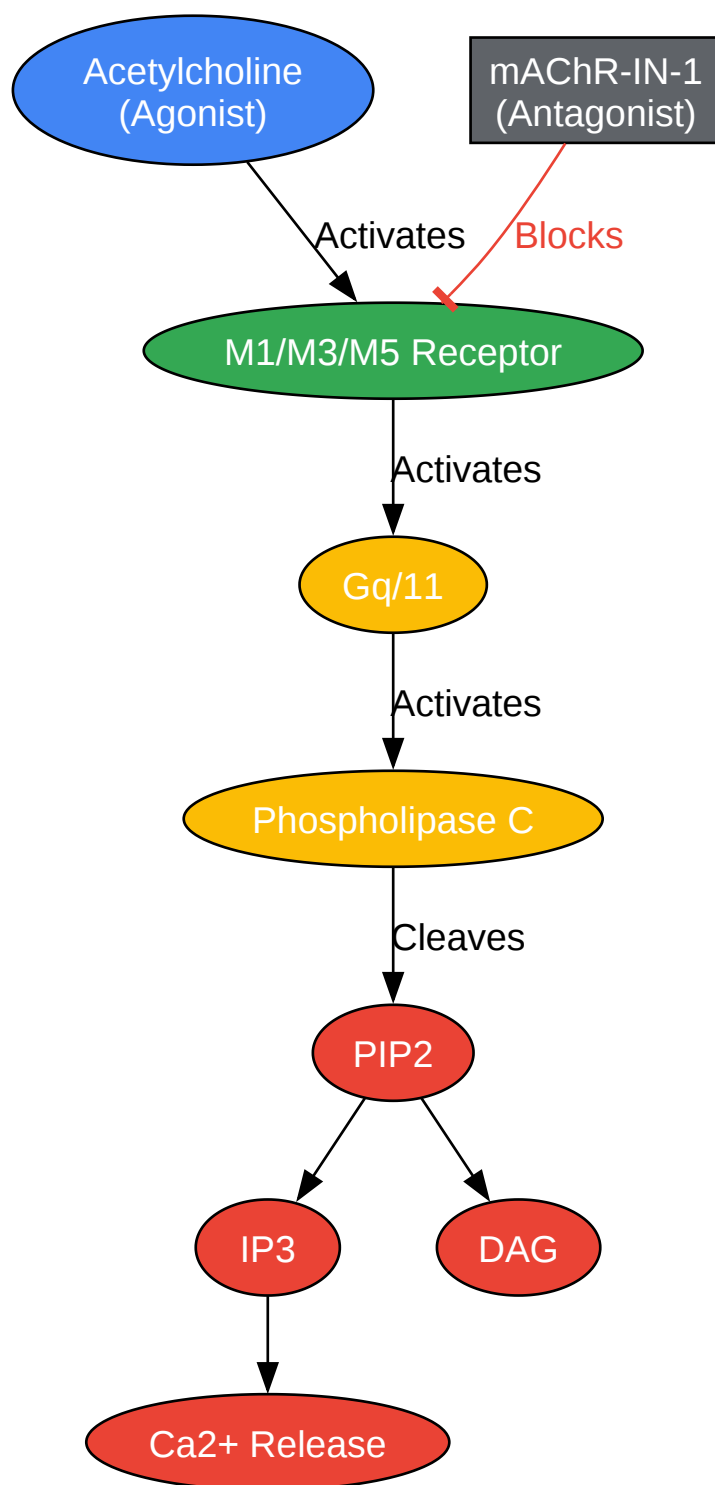 Acetylcholine
(Agonist)
mAChR-IN-1
(Antagonist)
Activates
Blocks
M1/M3/M5 Receptor
Activates
Gq/11
Activates
Phospholipase C
Cleaves
PIP2
IP3
DAG
Ca2+ Release